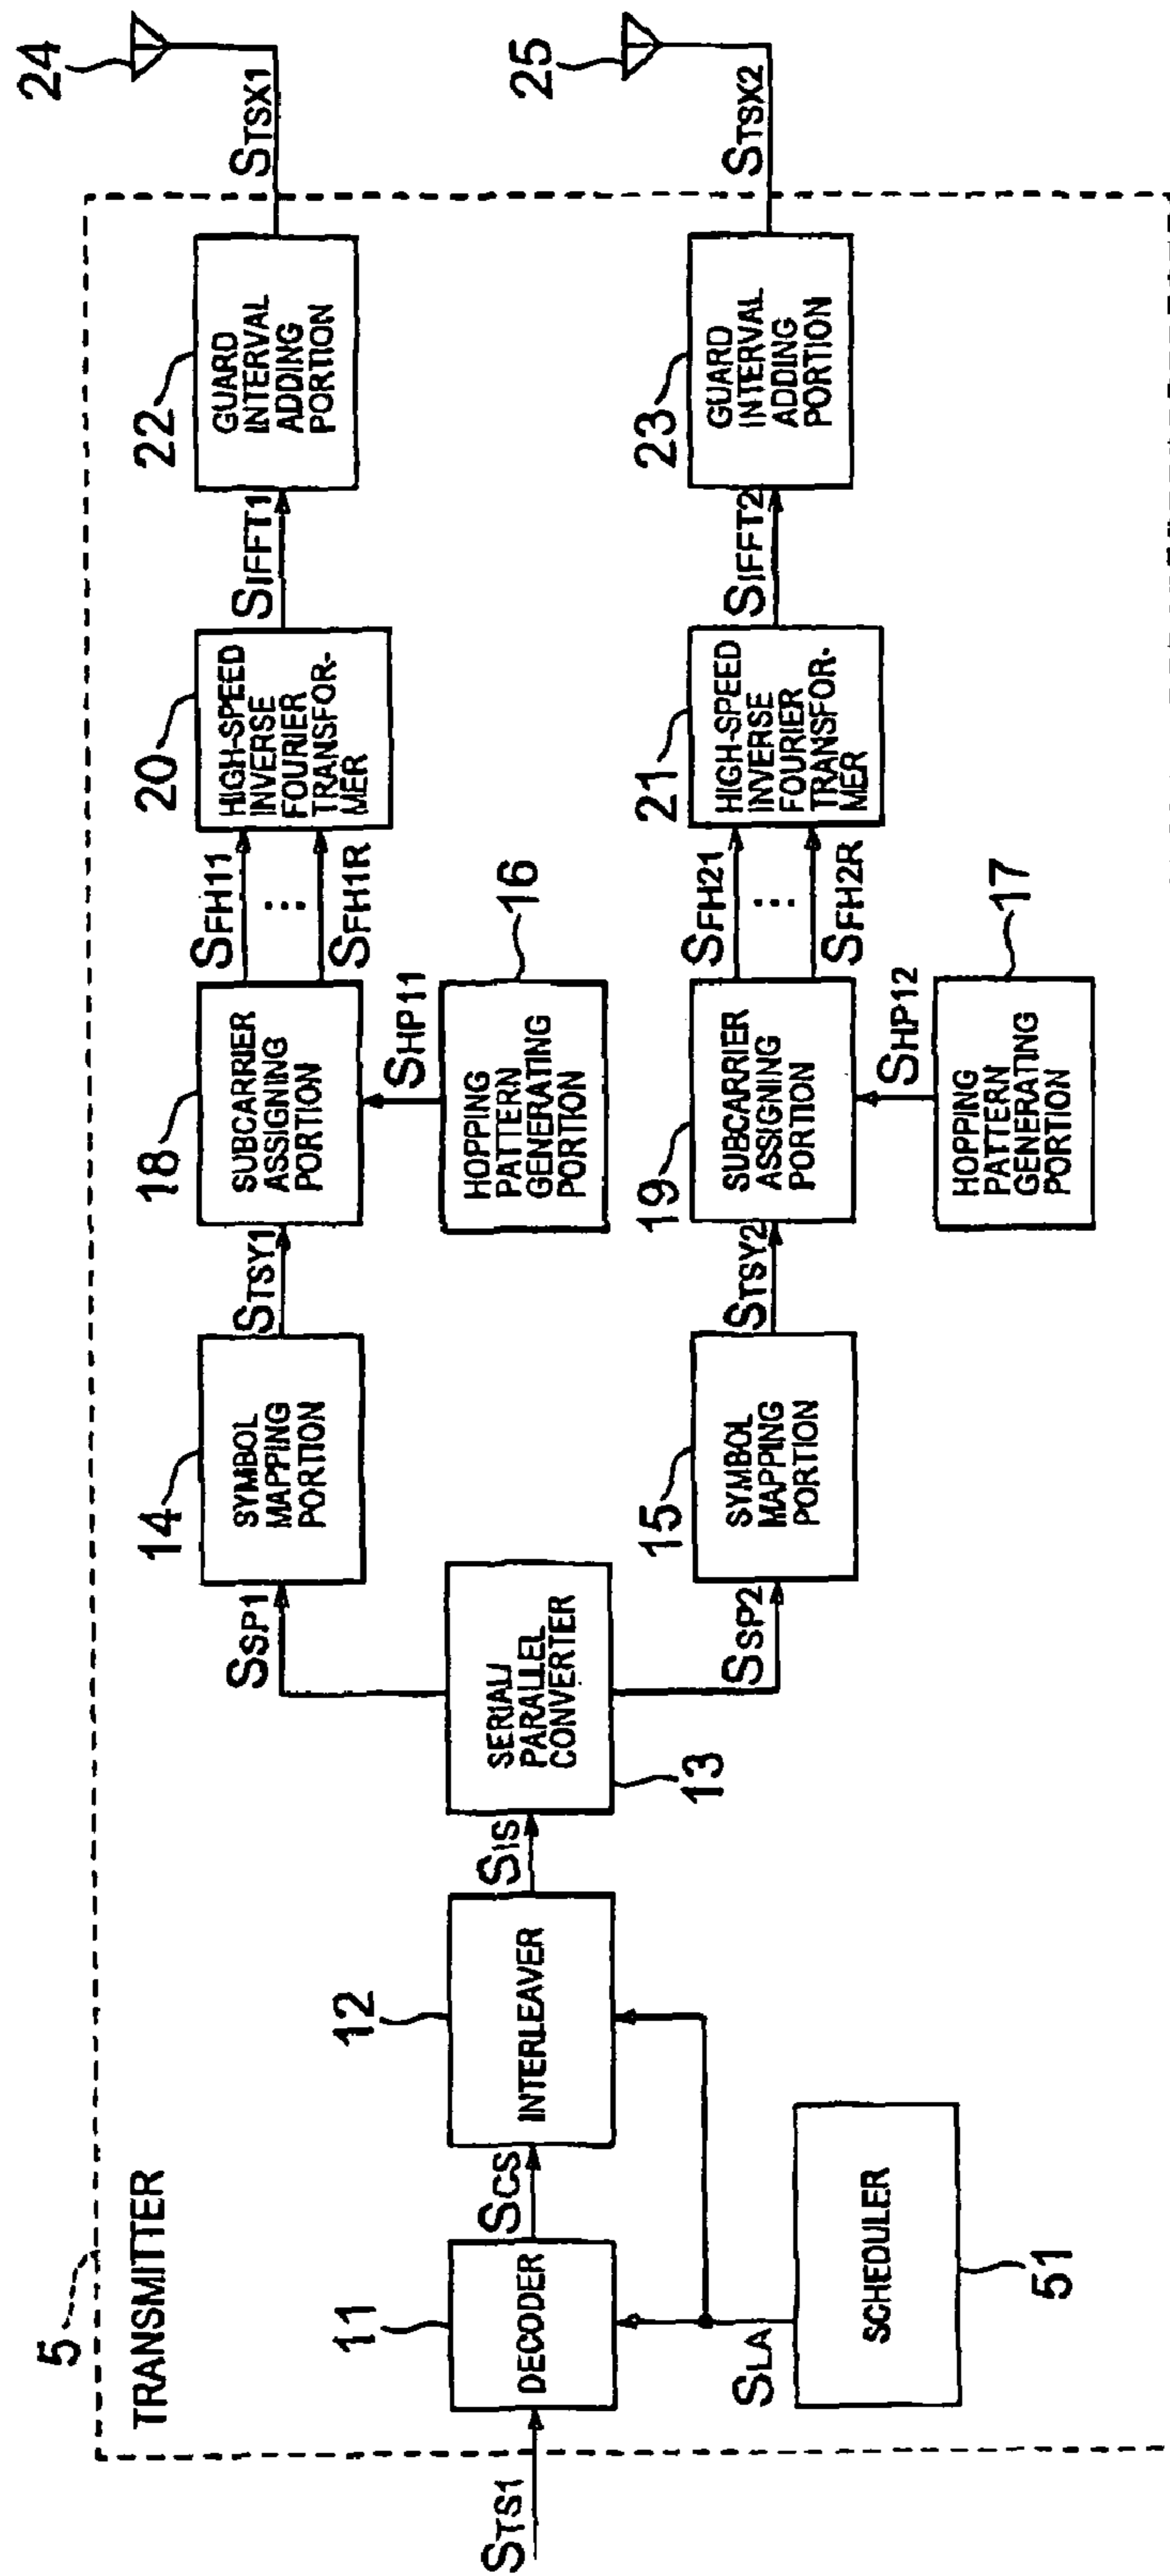 5
TRANSMITTER
STS1
11
DECODER
SCS
12
INTERLEAVER
SIS
SERIAL/
PARALLEL
CONVERTER
13
SLA
SCHEDULER
51
SSP1
14
SYMBOL
MAPPING
PORTION
STSY1
18
SUBCARRIER
ASSIGNING
PORTION
SHP11
16
HOPPING
PATTERN
GENERATING
PORTION
SFH11
⋮
SFH1R
20
HIGH-SPEED
INVERSE
FOURIER
TRANSFOR-
MER
SIFFT1
22
GUARD
INTERVAL
ADDING
PORTION
STSX1
24
SSP2
15
SYMBOL
MAPPING
PORTION
STSY2
19
SUBCARRIER
ASSIGNING
PORTION
SHP12
17
HOPPING
PATTERN
GENERATING
PORTION
SFH21
⋮
SFH2R
21
HIGH-SPEED
INVERSE
FOURIER
TRANSFOR-
MER
SIFFT2
23
GUARD
INTERVAL
ADDING
PORTION
STSX2
25